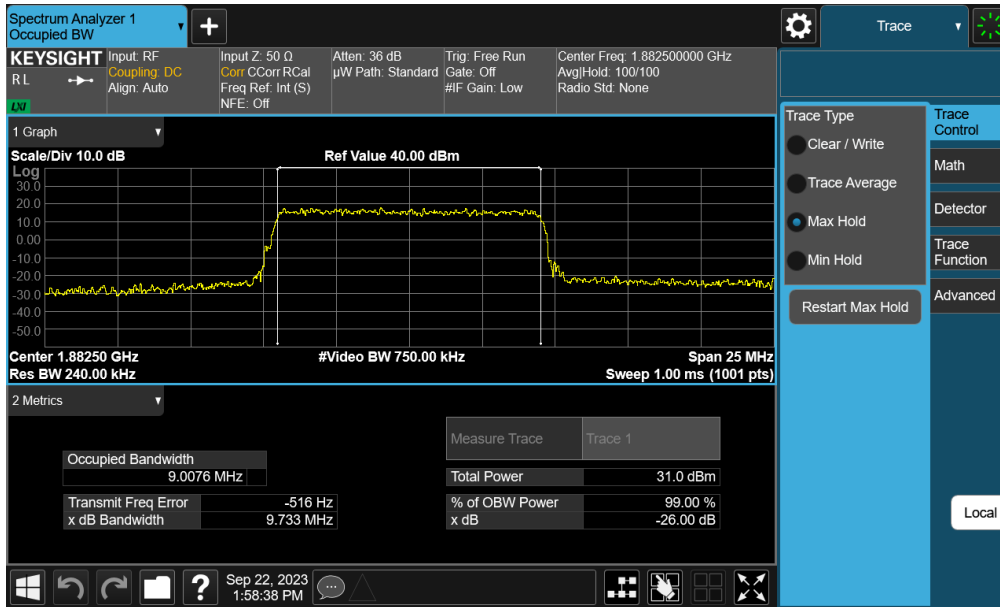 Spectrum Analyzer 1
Occupied BW
Trace
KEYSIGHT
R L
LXI
Input: RF
Coupling: DC
Align: Auto
Input Z: 50 Ω
Corr CCorr RCal
Freq Ref: Int (S)
NFE: Off
Atten: 36 dB
µW Path: Standard
Trig: Free Run
Gate: Off
#IF Gain: Low
Center Freq: 1.882500000 GHz
Avg|Hold: 100/100
Radio Std: None
1 Graph
Scale/Div 10.0 dB
Ref Value 40.00 dBm
Log
30.0
20.0
10.0
0.00
-10.0
-20.0
-30.0
-40.0
-50.0
Center 1.88250 GHz
#Video BW 750.00 kHz
Span 25 MHz
Res BW 240.00 kHz
Sweep 1.00 ms (1001 pts)
2 Metrics
Measure Trace
Trace 1
Occupied Bandwidth
9.0076 MHz
Total Power
31.0 dBm
Transmit Freq Error
-516 Hz
% of OBW Power
99.00 %
x dB Bandwidth
9.733 MHz
x dB
-26.00 dB
Trace Type
Clear / Write
Trace Average
Max Hold
Min Hold
Restart Max Hold
Trace
Control
Math
Detector
Trace
Function
Advanced
Local
?
Sep 22, 2023
1:58:38 PM